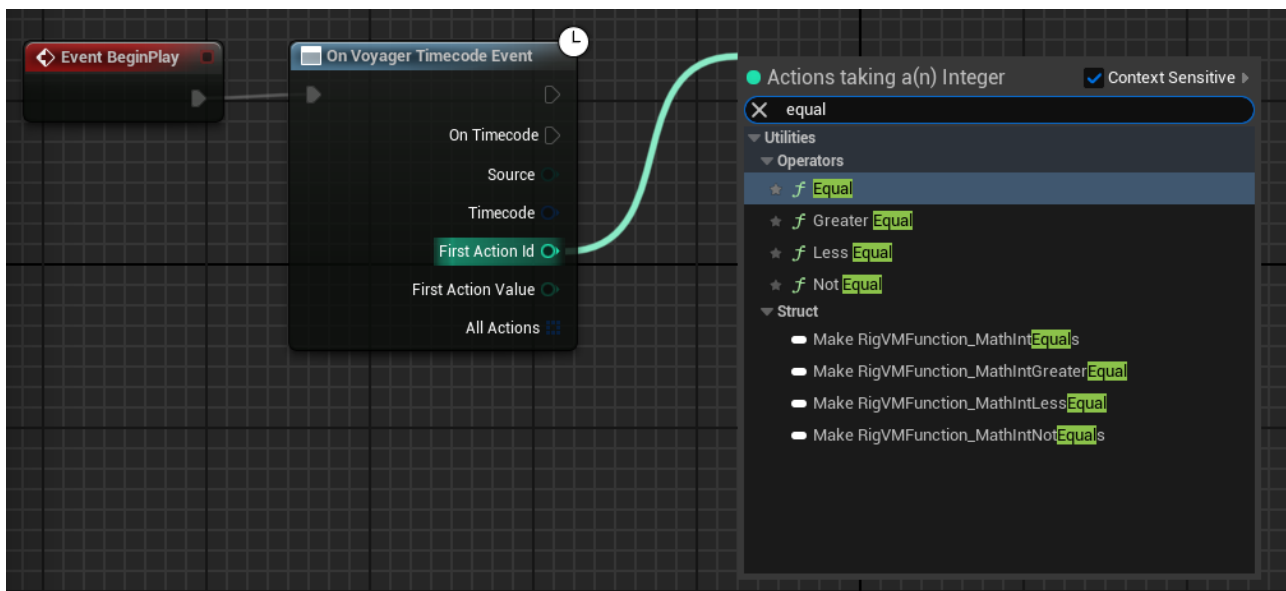 Event BeginPlay
On Voyager Timecode Event
On Timecode
Source
Timecode
First Action Id
First Action Value
All Actions
Actions taking a(n) Integer
Context Sensitive
equal
Utilities
Operators
Equal
Greater Equal
Less Equal
Not Equal
Struct
Make RigVMFunction_MathIntEquals
Make RigVMFunction_MathIntGreaterEqual
Make RigVMFunction_MathIntLessEqual
Make RigVMFunction_MathIntNotEquals